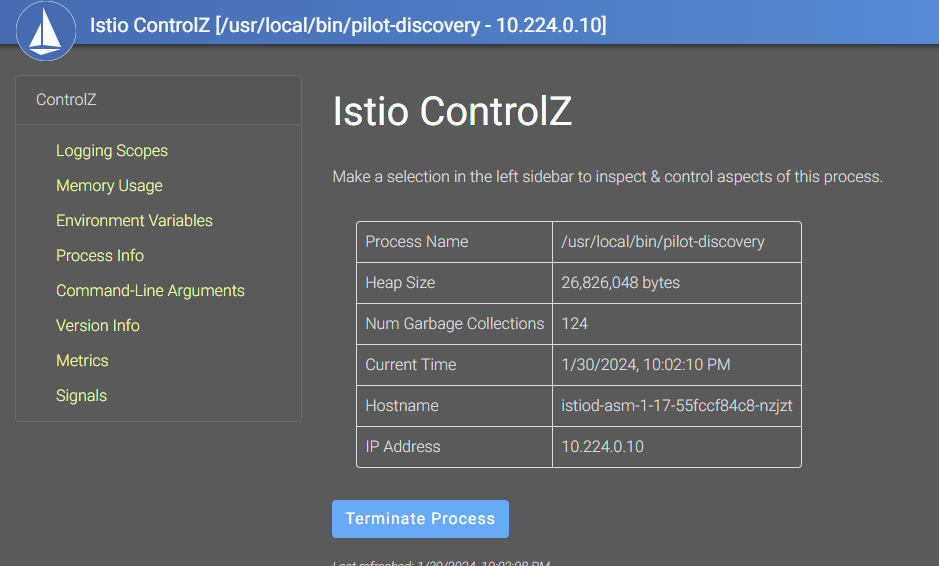 Istio ControlZ [/usr/local/bin/pilot-discovery - 10.224.0.10]
ControlZ
Logging Scopes
Memory Usage
Environment Variables
Process Info
Command-Line Arguments
Version Info
Metrics
Signals
Istio ControlZ
Make a selection in the left sidebar to inspect & control aspects of this process.
Process Name /usr/local/bin/pilot-discovery
Heap Size 26,826,048 bytes
Num Garbage Collections 124
Current Time 1/30/2024, 10:02:10 PM
Hostname istiod-asm-1-17-55fccf84c8-nzjzt
IP Address 10.224.0.10
Terminate Process
Last refreshed: 1/30/2024, 10:02:08 PM